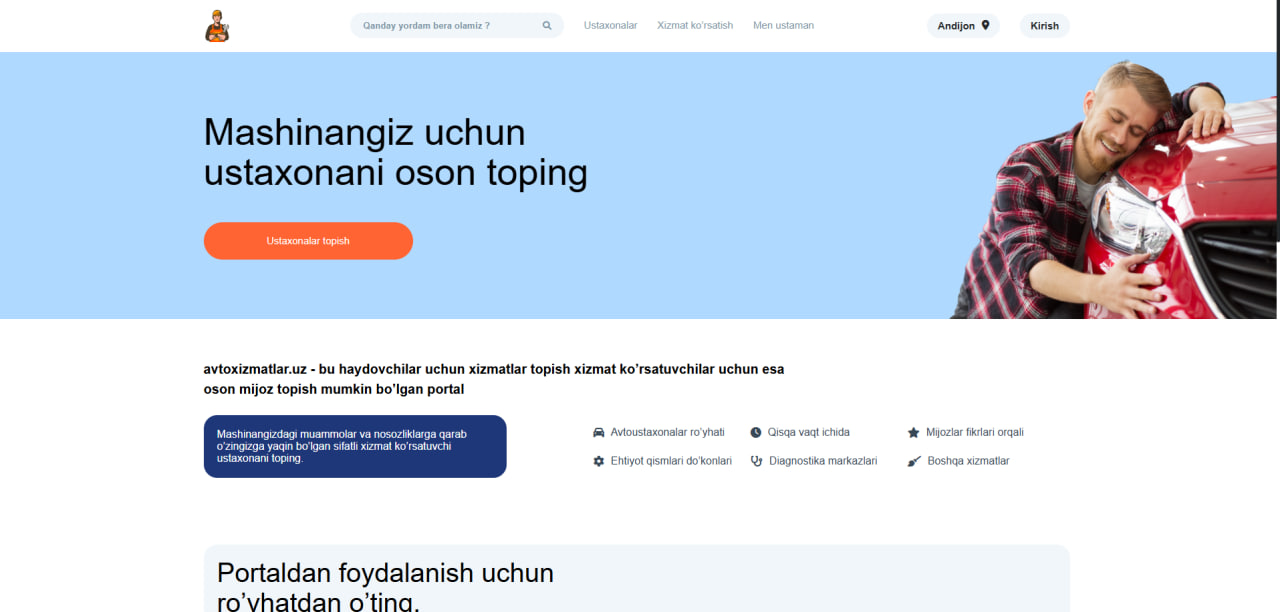 Qanday yordam bera olamiz ?
Ustaxonalar
Xizmat ko'rsatish
Men ustaman
Andijon
Kirish
Mashinangiz uchun
ustaxonani oson toping
Ustaxonalar topish
avtoxizmatlar.uz - bu haydovchilar uchun xizmatlar topish xizmat ko’rsatuvchilar uchun esa
oson mijoz topish mumkin bo’lgan portal
Mashinangizdagi muammolar va nosozliklarga qarab
o’zingizga yaqin bo’lgan sifatli xizmat ko’rsatuvchi
ustaxonani toping.
Avtoustaxonalar ro’yhati
Qisqa vaqt ichida
Mijozlar fikrlari orqali
Ehtiyot qismlari do’konlari
Diagnostika markazlari
Boshqa xizmatlar
Portaldan foydalanish uchun
ro’yhatdan o’ting.